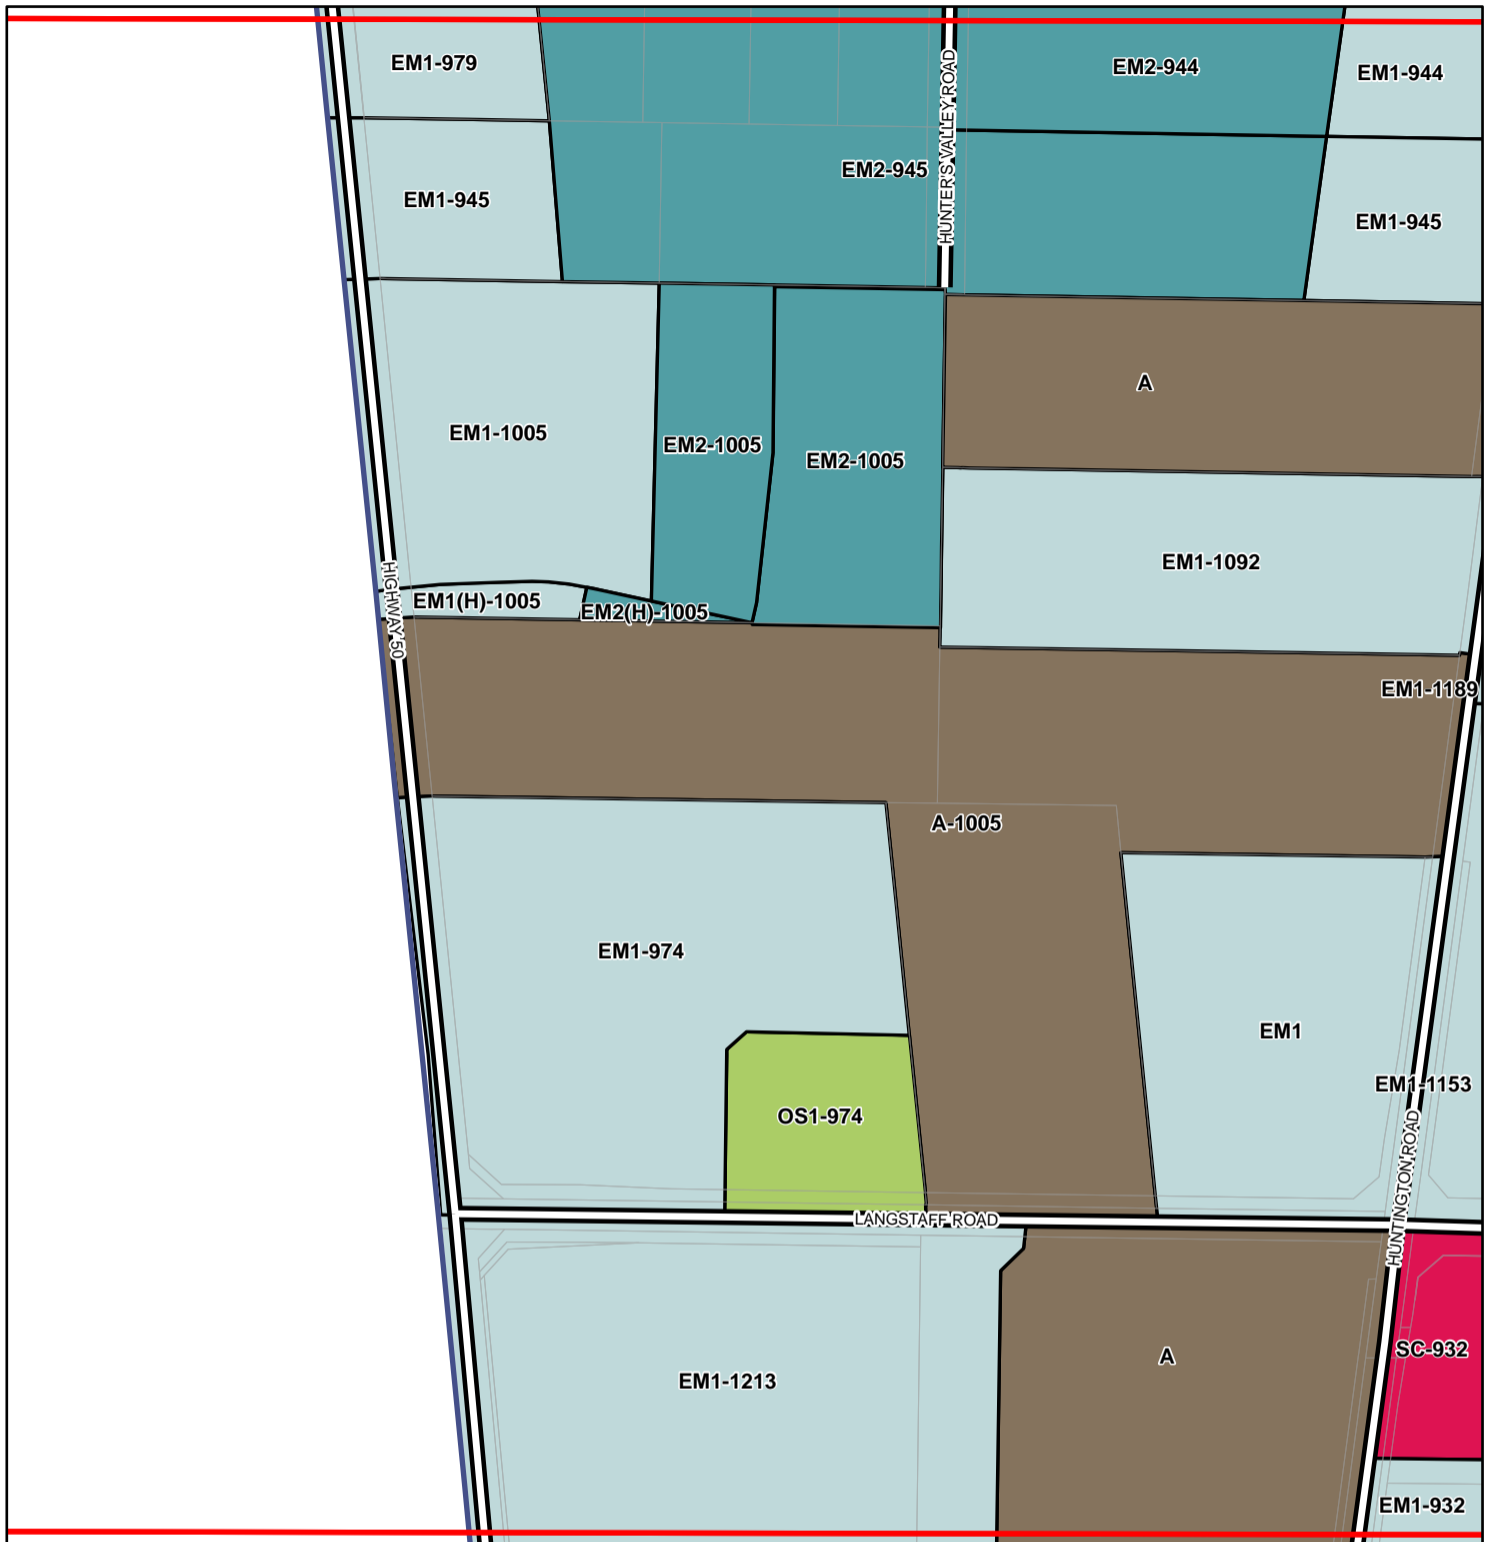 EM1-979
EM2-944
EM1-944
HUNTER'S VALLEY ROAD
EM2-945
EM1-945
EM1-945
A
EM1-1005
EM2-1005
EM2-1005
EM1-1092
HIGHWAY 50
EM1(H)-1005
EM2(H)-1005
EM1-1189
A-1005
EM1-974
EM1
EM1-1153
OS1-974
HUNTINGTON ROAD
LANGSTAFF ROAD
SC-932
A
EM1-1213
EM1-932